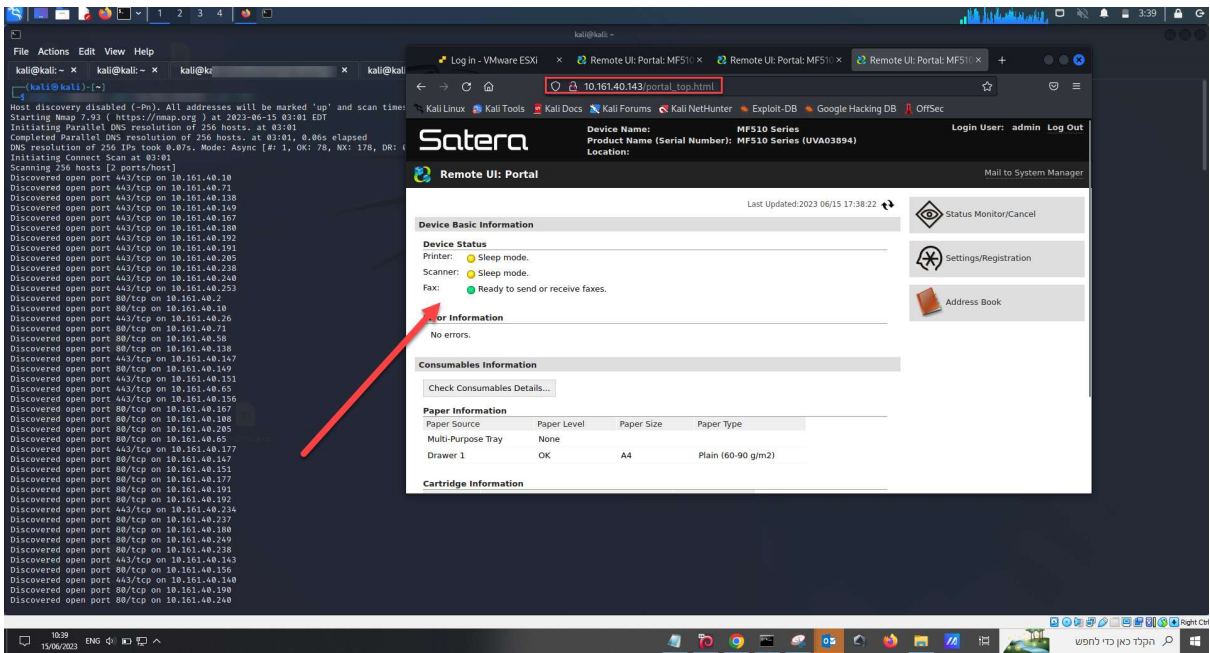 1 2 3 4
3:39
kali@kali: ~
File Actions Edit View Help
kali@kali: ~ × kali@kali: ~ × kali@ka × kali@kal
(kali㉿kali)-[~]
$
Host discovery disabled (-Pn). All addresses will be marked 'up' and scan times
Starting Nmap 7.93 ( https://nmap.org ) at 2023-06-15 03:01 EDT
Initiating Parallel DNS resolution of 256 hosts. at 03:01
Completed Parallel DNS resolution of 256 hosts. at 03:01, 0.06s elapsed
DNS resolution of 256 IPs took 0.07s. Mode: Async [#: 1, OK: 78, NX: 178, DR:
Initiating Connect Scan at 03:01
Scanning 256 hosts [2 ports/host]
Discovered open port 443/tcp on 10.161.40.10
Discovered open port 443/tcp on 10.161.40.71
Discovered open port 443/tcp on 10.161.40.138
Discovered open port 443/tcp on 10.161.40.149
Discovered open port 443/tcp on 10.161.40.167
Discovered open port 443/tcp on 10.161.40.180
Discovered open port 443/tcp on 10.161.40.192
Discovered open port 443/tcp on 10.161.40.191
Discovered open port 443/tcp on 10.161.40.205
Discovered open port 443/tcp on 10.161.40.238
Discovered open port 443/tcp on 10.161.40.240
Discovered open port 443/tcp on 10.161.40.253
Discovered open port 80/tcp on 10.161.40.2
Discovered open port 80/tcp on 10.161.40.10
Discovered open port 443/tcp on 10.161.40.26
Discovered open port 80/tcp on 10.161.40.71
Discovered open port 80/tcp on 10.161.40.58
Discovered open port 80/tcp on 10.161.40.138
Discovered open port 443/tcp on 10.161.40.147
Discovered open port 80/tcp on 10.161.40.149
Discovered open port 443/tcp on 10.161.40.151
Discovered open port 443/tcp on 10.161.40.65
Discovered open port 443/tcp on 10.161.40.156
Discovered open port 80/tcp on 10.161.40.167
Discovered open port 80/tcp on 10.161.40.108
Discovered open port 80/tcp on 10.161.40.205
Discovered open port 80/tcp on 10.161.40.65
Discovered open port 443/tcp on 10.161.40.177
Discovered open port 80/tcp on 10.161.40.147
Discovered open port 80/tcp on 10.161.40.151
Discovered open port 80/tcp on 10.161.40.177
Discovered open port 80/tcp on 10.161.40.191
Discovered open port 80/tcp on 10.161.40.192
Discovered open port 443/tcp on 10.161.40.234
Discovered open port 80/tcp on 10.161.40.237
Discovered open port 80/tcp on 10.161.40.180
Discovered open port 80/tcp on 10.161.40.249
Discovered open port 80/tcp on 10.161.40.238
Discovered open port 443/tcp on 10.161.40.143
Discovered open port 80/tcp on 10.161.40.156
Discovered open port 443/tcp on 10.161.40.140
Discovered open port 80/tcp on 10.161.40.190
Discovered open port 80/tcp on 10.161.40.240
Log in - VMware ESXi × Remote UI: Portal: MF510 × Remote UI: Portal: MF510 × Remote UI: Portal: MF510 × +
10.161.40.143/portal_top.html
Kali Linux Kali Tools Kali Docs Kali Forums Kali NetHunter Exploit-DB Google Hacking DB OffSec
Satera
Device Name: MF510 Series
Product Name (Serial Number): MF510 Series (UVA03894)
Location:
Login User: admin Log Out
Remote UI: Portal
Mail to System Manager
Last Updated:2023 06/15 17:38:22
Device Basic Information
Device Status
Printer: Sleep mode.
Scanner: Sleep mode.
Fax: Ready to send or receive faxes.
or Information
No errors.
Consumables Information
Check Consumables Details...
Paper Information
Paper Source Paper Level Paper Size Paper Type
Multi-Purpose Tray None
Drawer 1 OK A4 Plain (60-90 g/m2)
Cartridge Information
Status Monitor/Cancel
Settings/Registration
Address Book
Right Ctrl
10:39
15/06/2023
ENG
הקלד כאן כדי לחפש